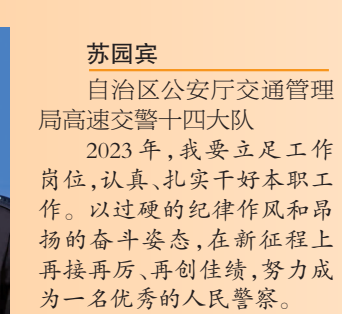 苏园宾
自治区公安厅交通管理
局高速交警十四大队
2023年,我要立足工作
岗位,认真、扎实干好本职工
作。以过硬的纪律作风和昂
扬的奋斗姿态,在新征程上
再接再厉、再创佳绩,努力成
为一名优秀的人民警察。